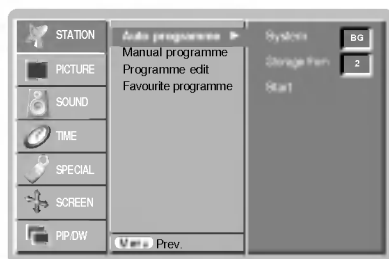 STATION
PICTURE
SOUND
TIME
SPECIAL
SCREEN
PIP/DW
Auto programme
Manual programme
Programme edit
Favourite programme
Menu Prev.
System BG
Storage from 2
Start